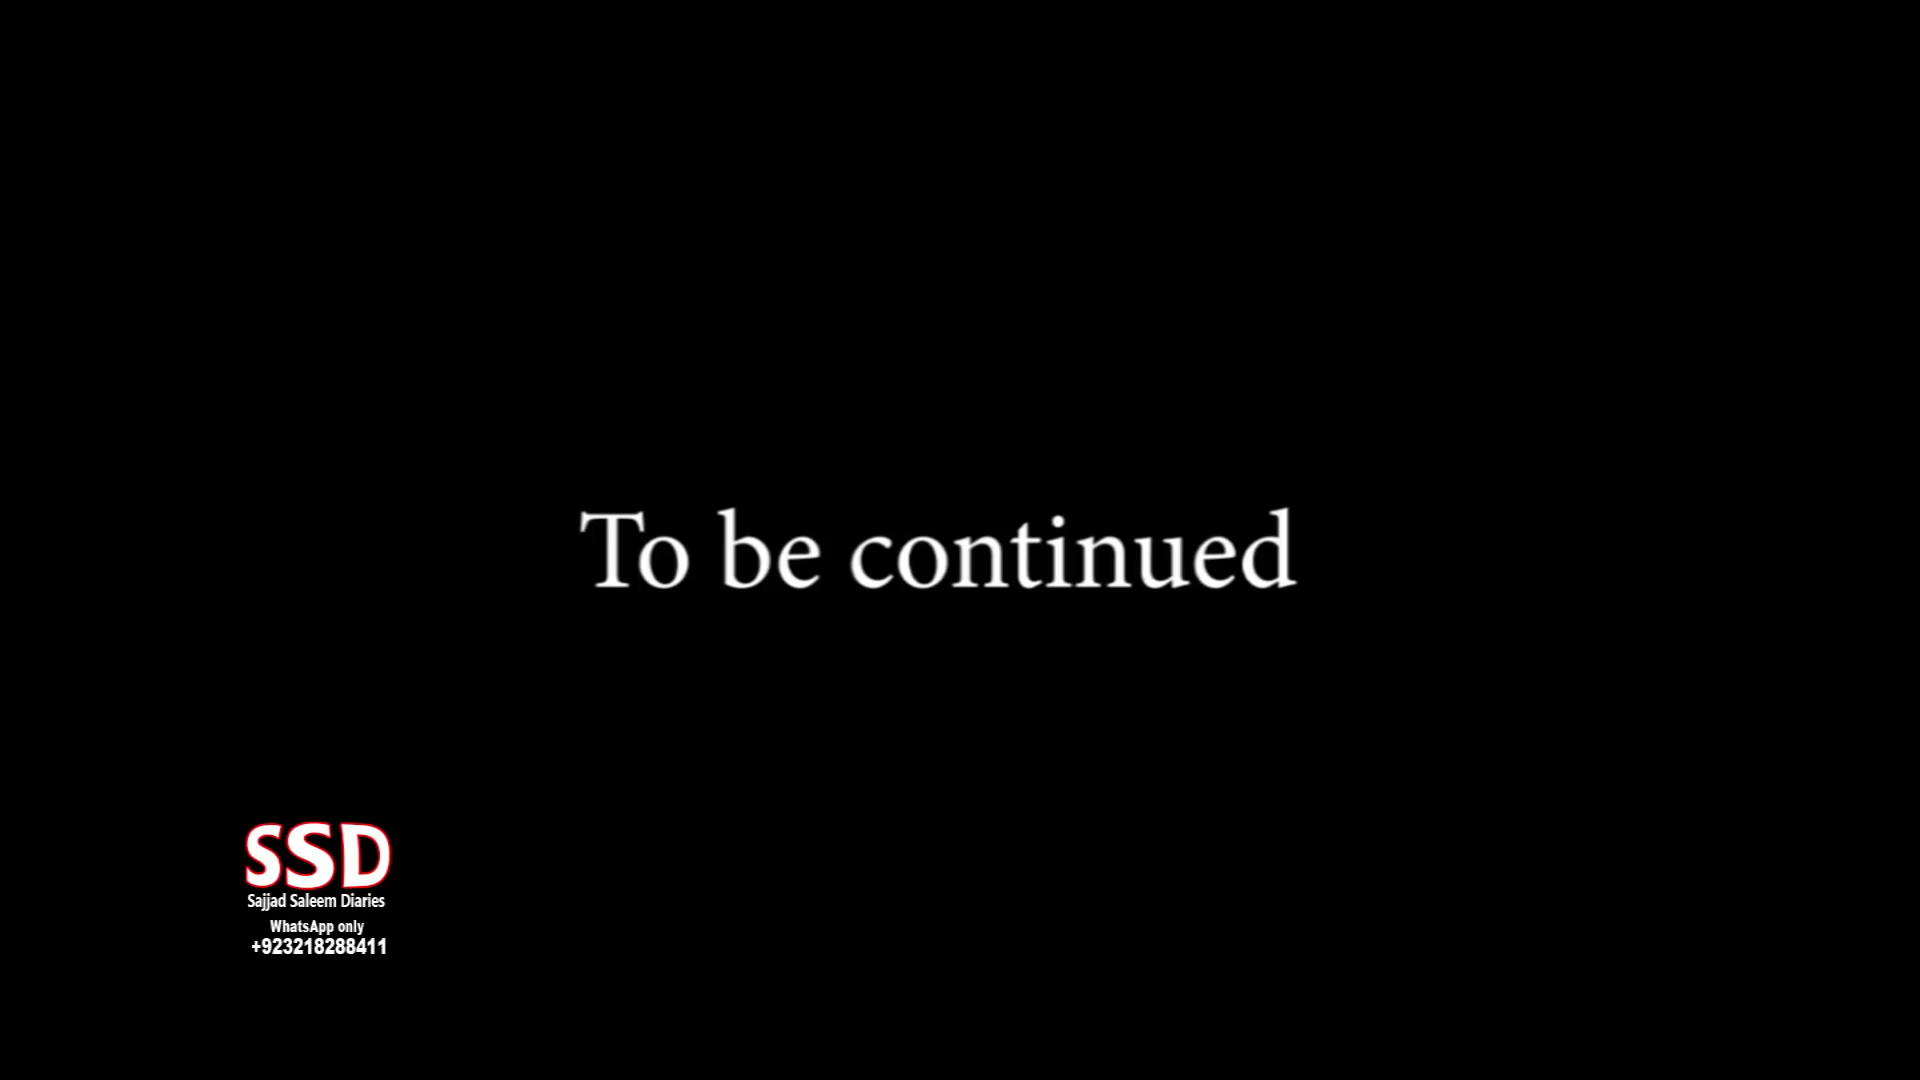 To be continued
SSD
Sajjad Saleem Diaries
WhatsApp only
+923218288411